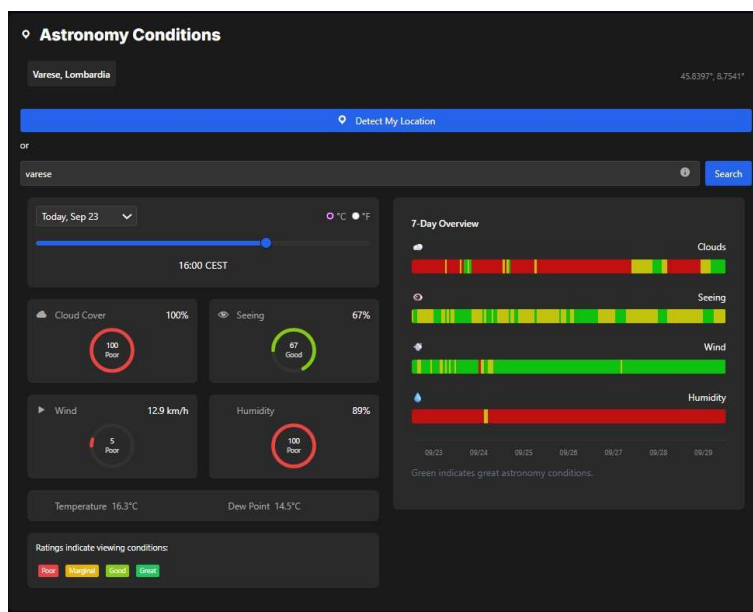 Astronomy Conditions
Varese, Lombardia
45.8397°, 8.7541°
Detect My Location
or
varese
Search
Today, Sep 23
°C °F
16:00 CEST
Cloud Cover 100%
100
Poor
Seeing 67%
67
Good
Wind 12.9 km/h
5
Poor
Humidity 89%
100
Poor
Temperature 16.3°C Dew Point 14.5°C
Ratings indicate viewing conditions:
Poor Marginal Good Great
7-Day Overview
Clouds
Seeing
Wind
Humidity
09/23 09/24 09/25 09/26 09/27 09/28 09/29
Green indicates great astronomy conditions.